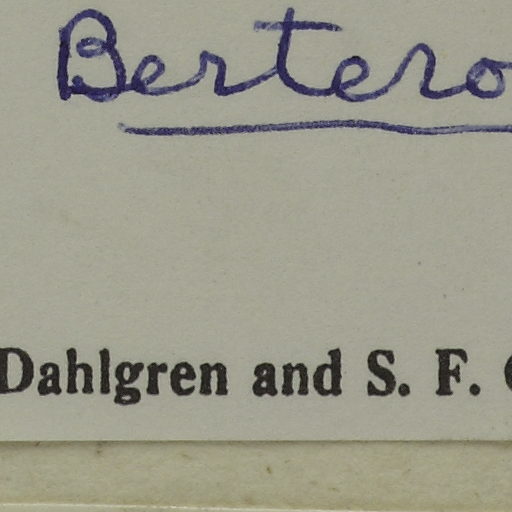 Bertero
Dahlgren and S. F.